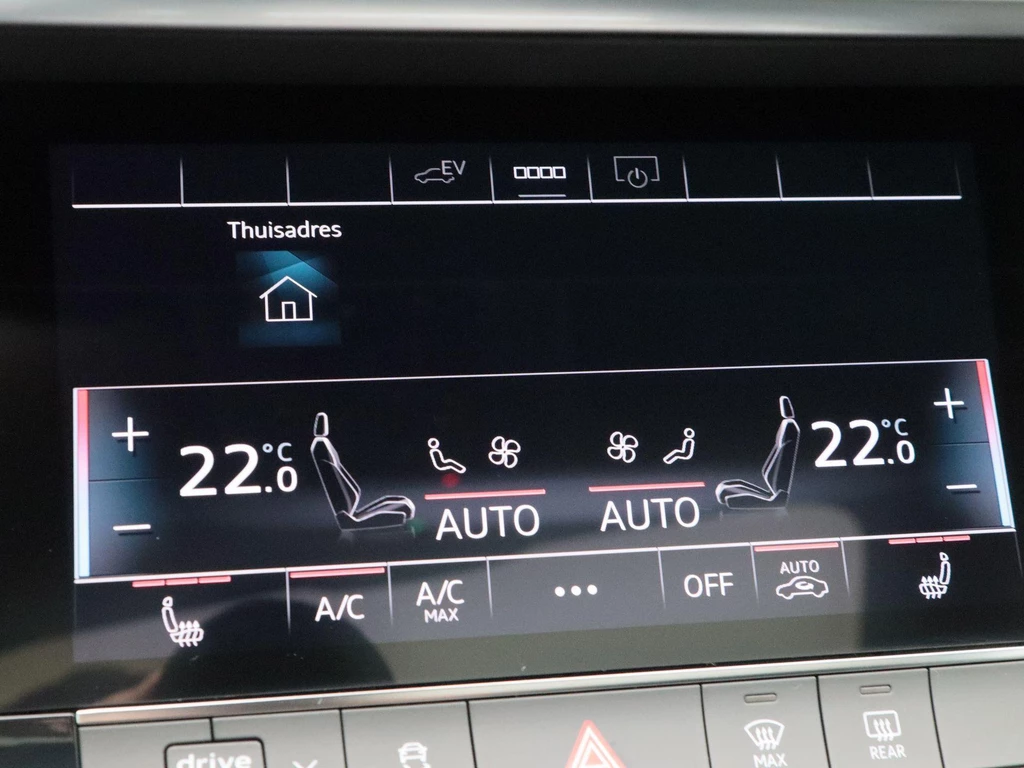 EV
Thuisadres
22.0 °C
AUTO
AUTO
22.0 °C
A/C
A/C
MAX
OFF
AUTO
drive
MAX
REAR